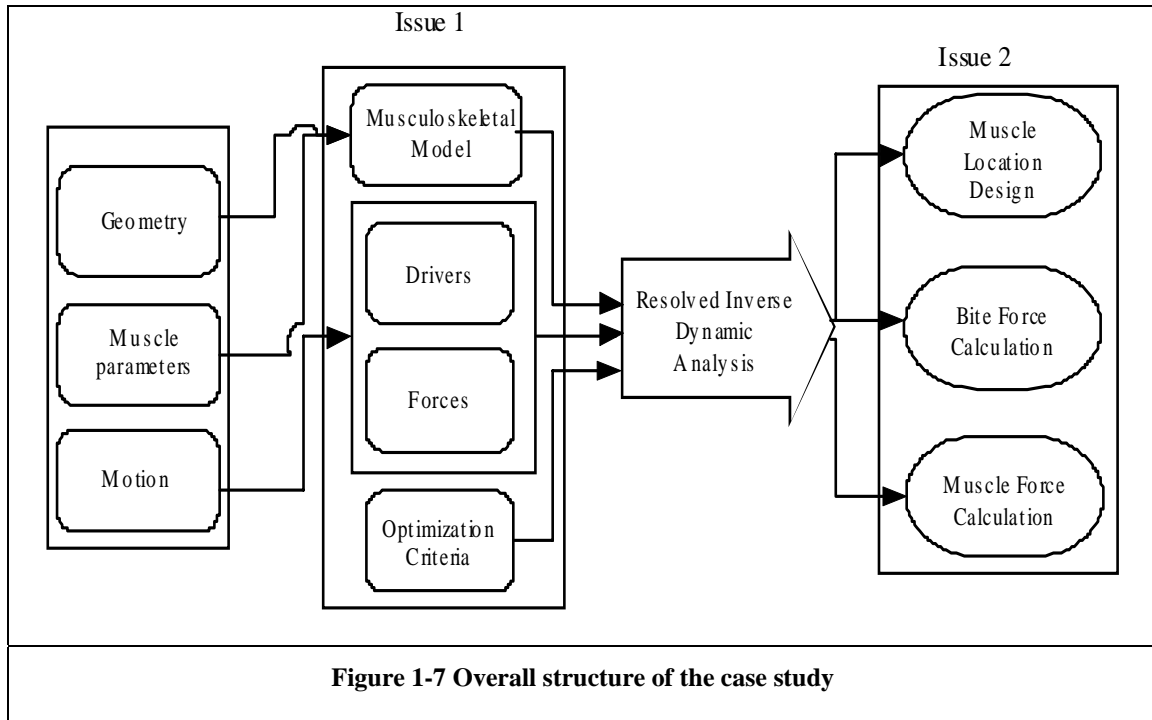 Issue 1
Issue 2
Geometry
Muscle
parameters
Motion
Musculoskeletal
Model
Drivers
Forces
Optimization
Criteria
Resolved Inverse
Dynamic
Analysis
Muscle
Location
Design
Bite Force
Calculation
Muscle Force
Calculation
Figure 1-7 Overall structure of the case study